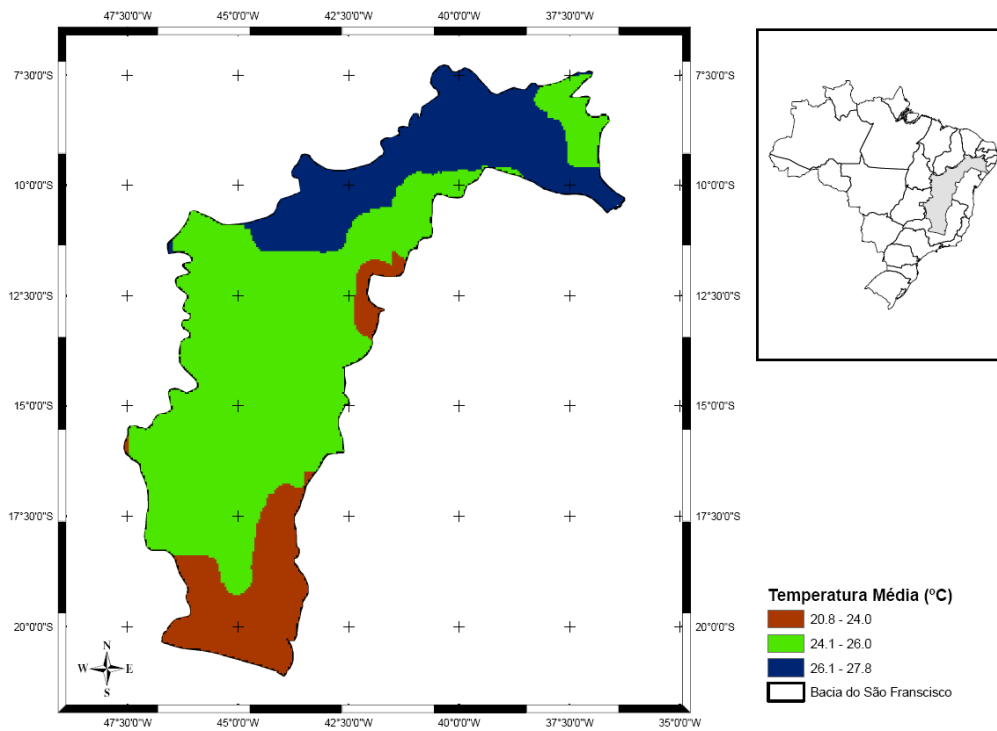 47°30'0"W 45°0'0"W 42°30'0"W 40°0'0"W 37°30'0"W
7°30'0"S 7°30'0"S
10°0'0"S 10°0'0"S
12°30'0"S 12°30'0"S
15°0'0"S 15°0'0"S
17°30'0"S 17°30'0"S
20°0'0"S 20°0'0"S
N
W E
S
47°30'0"W 45°0'0"W 42°30'0"W 40°0'0"W 37°30'0"W 35°0'0"W
Temperatura Média (ºC)
20.8 - 24.0
24.1 - 26.0
26.1 - 27.8
Bacia do São Franscisco